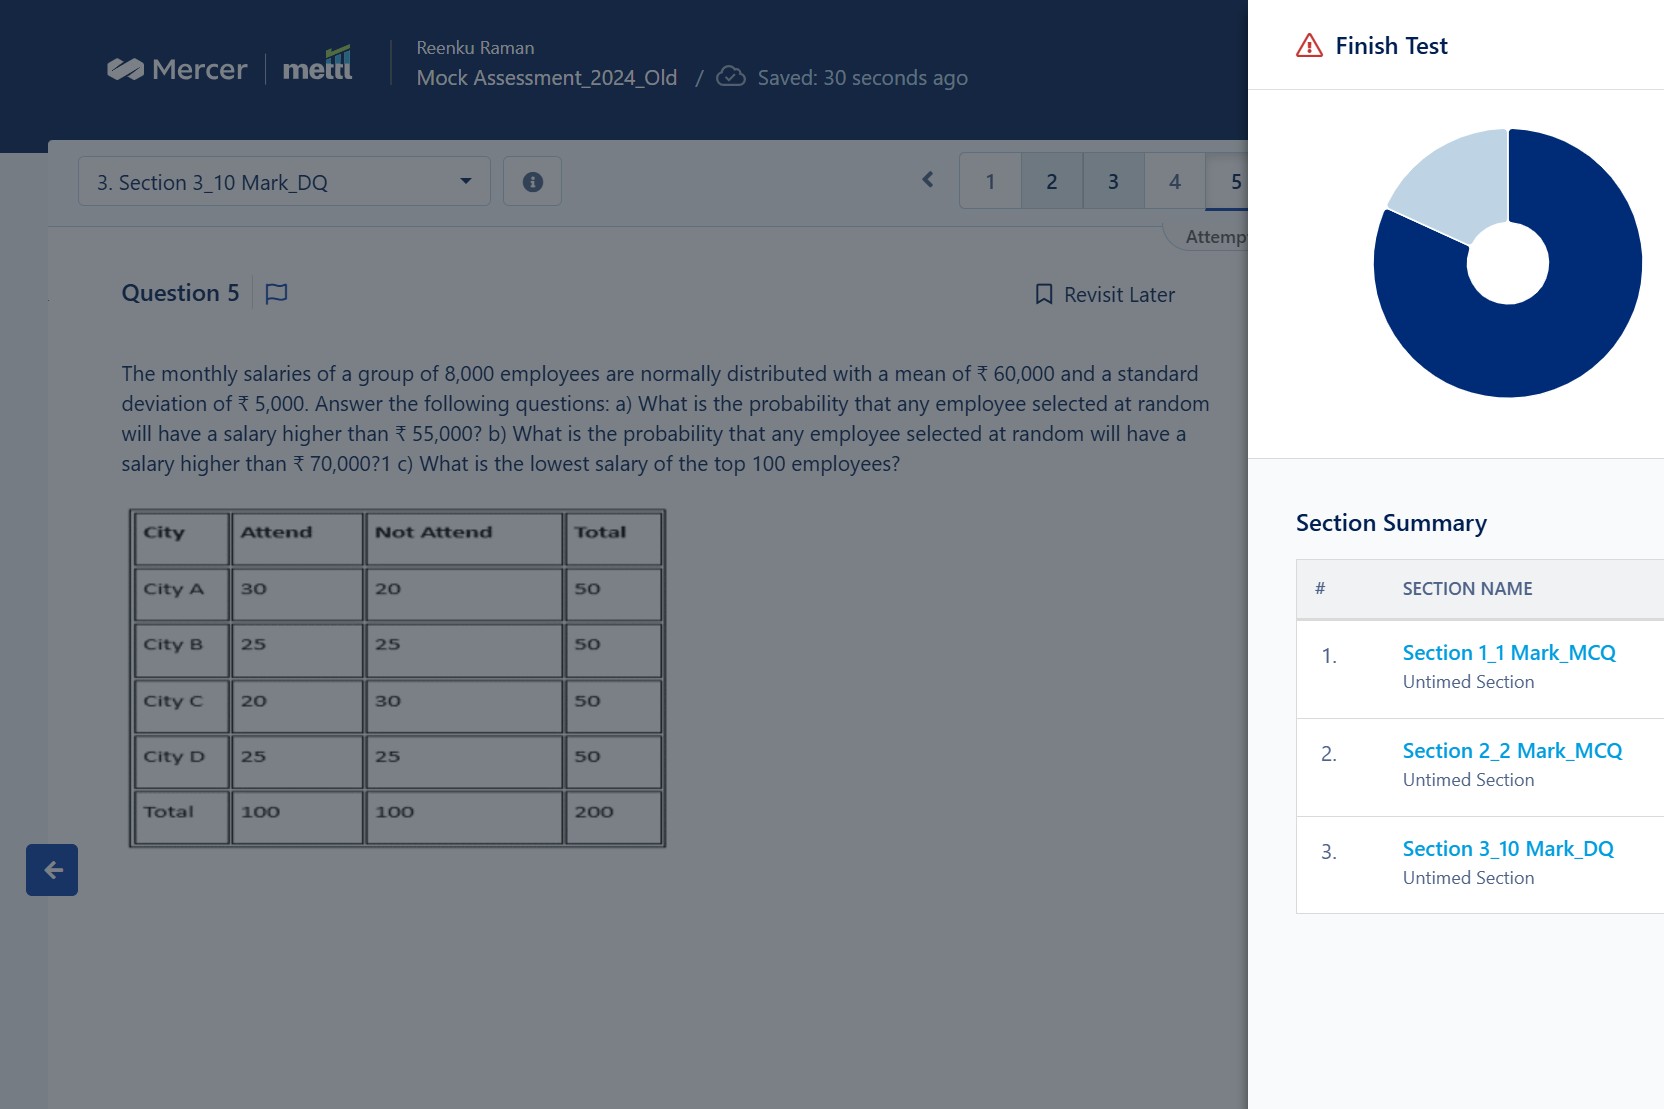 Mercer
mettl
Reenku Raman
Mock Assessment_2024_Old / Saved: 30 seconds ago
Finish Test
3. Section 3_10 Mark_DQ
1 2 3 4 5
Question 5
Revisit Later
The monthly salaries of a group of 8,000 employees are normally distributed with a mean of ₹ 60,000 and a standard
deviation of ₹ 5,000. Answer the following questions: a) What is the probability that any employee selected at random
will have a salary higher than ₹ 55,000? b) What is the probability that any employee selected at random will have a
salary higher than ₹ 70,000?1 c) What is the lowest salary of the top 100 employees?
City Attend Not Attend Total
City A 30 20 50
City B 25 25 50
City C 20 30 50
City D 25 25 50
Total 100 100 200
Section Summary
# SECTION NAME
1. Section 1_1 Mark_MCQ
Untimed Section
2. Section 2_2 Mark_MCQ
Untimed Section
3. Section 3_10 Mark_DQ
Untimed Section